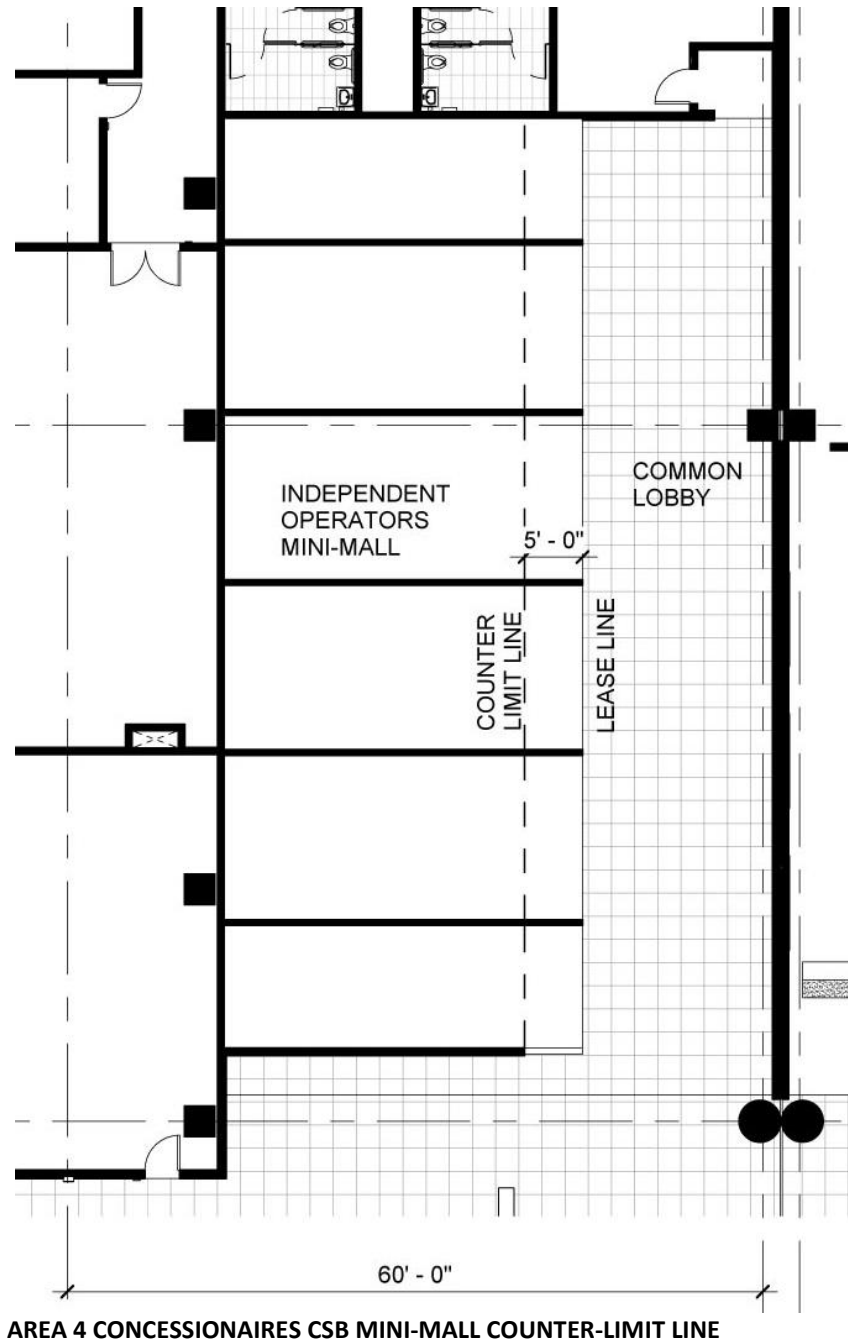 INDEPENDENT
OPERATORS
MINI-MALL
COMMON
LOBBY
5' - 0"
COUNTER
LIMIT LINE
LEASE LINE
60' - 0"
AREA 4 CONCESSIONAIRES CSB MINI-MALL COUNTER-LIMIT LINE